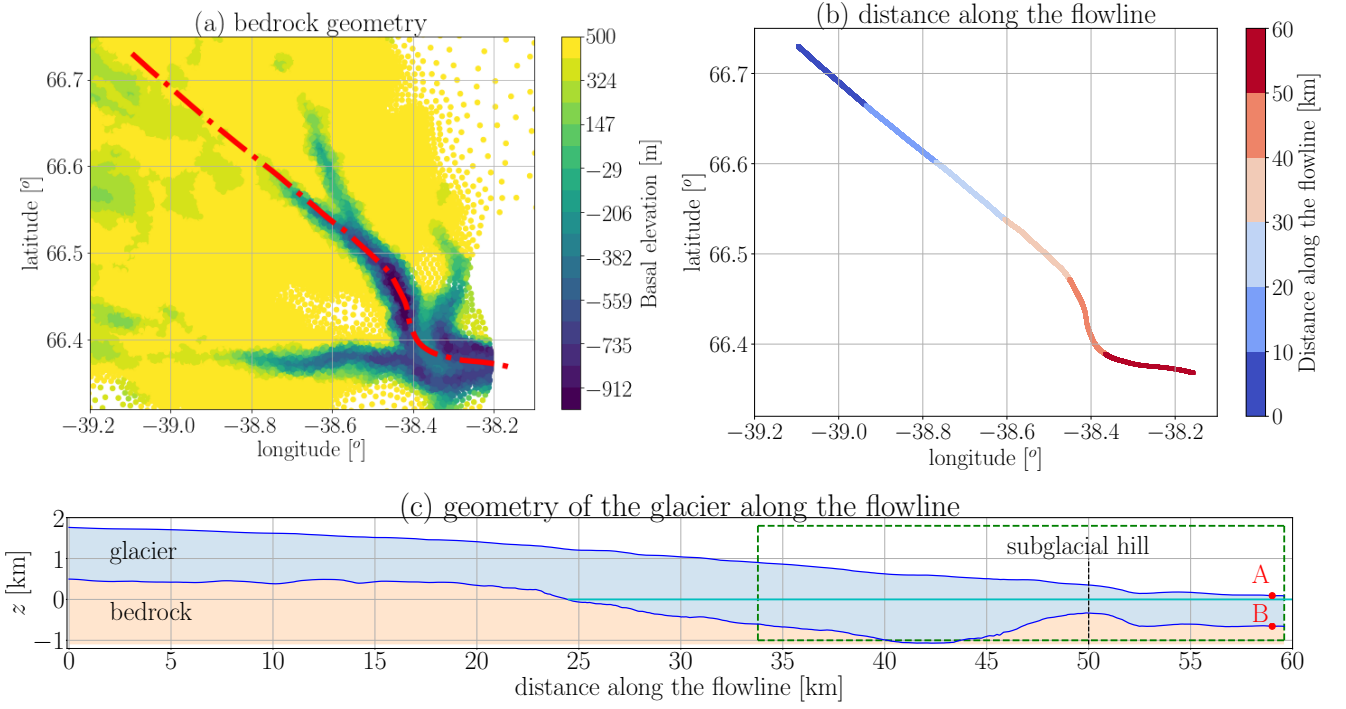 (a) bedrock geometry
66.7
66.6
66.5
66.4
latitude [°]
−39.2 −39.0 −38.8 −38.6 −38.4 −38.2
longitude [°]
500
324
147
−29
−206
−382
−559
−735
−912
Basal elevation [m]
(b) distance along the flowline
66.7
66.6
66.5
66.4
latitude [°]
−39.2 −39.0 −38.8 −38.6 −38.4 −38.2
longitude [°]
60
50
40
30
20
10
0
Distance along the flowline [km]
(c) geometry of the glacier along the flowline
2
1
0
−1
z [km]
glacier
bedrock
subglacial hill
A
B
0 5 10 15 20 25 30 35 40 45 50 55 60
distance along the flowline [km]